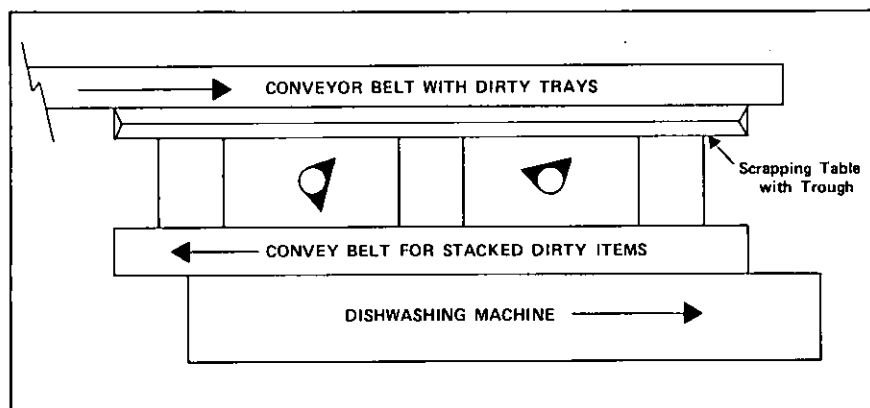 CONVEYOR BELT WITH DIRTY TRAYS
Scrapping Table
with Trough
CONVEY BELT FOR STACKED DIRTY ITEMS
DISHWASHING MACHINE